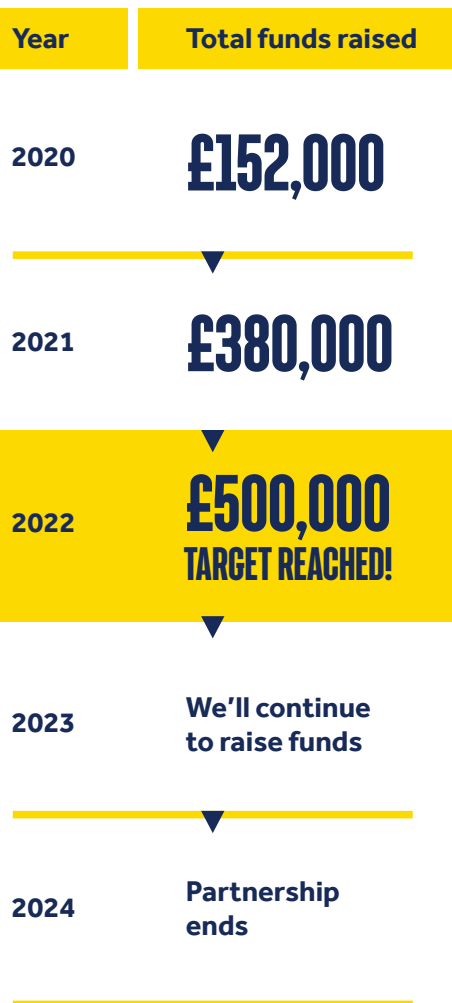 Year Total funds raised
2020 £152,000
2021 £380,000
2022 £500,000
TARGET REACHED!
2023 We’ll continue
to raise funds
2024 Partnership
ends